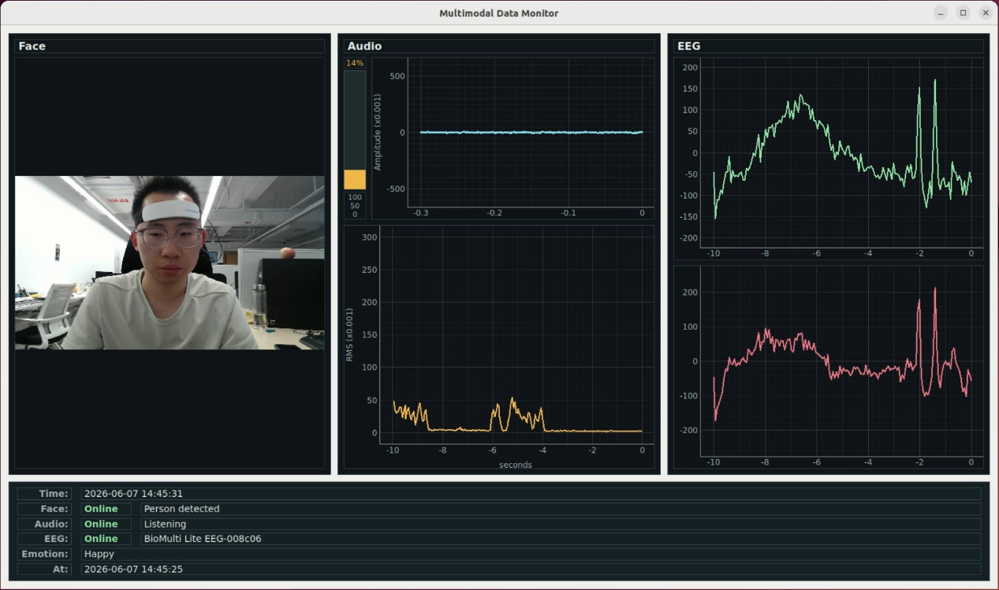 Multimodal Data Monitor
Face
Audio
14%
100
50
0
Amplitude (x0.001)
500
0
-500
-0.3 -0.2 -0.1 0
RMS (x0.001)
300
250
200
150
100
50
0
-10 -8 -6 -4 -2 0
seconds
EEG
200
150
100
50
0
-50
-100
-150
-200
-10 -8 -6 -4 -2 0
200
100
0
-100
-200
-10 -8 -6 -4 -2 0
Time: 2026-06-07 14:45:31
Face: Online Person detected
Audio: Online Listening
EEG: Online BioMulti Lite EEG-008c06
Emotion: Happy
At: 2026-06-07 14:45:25